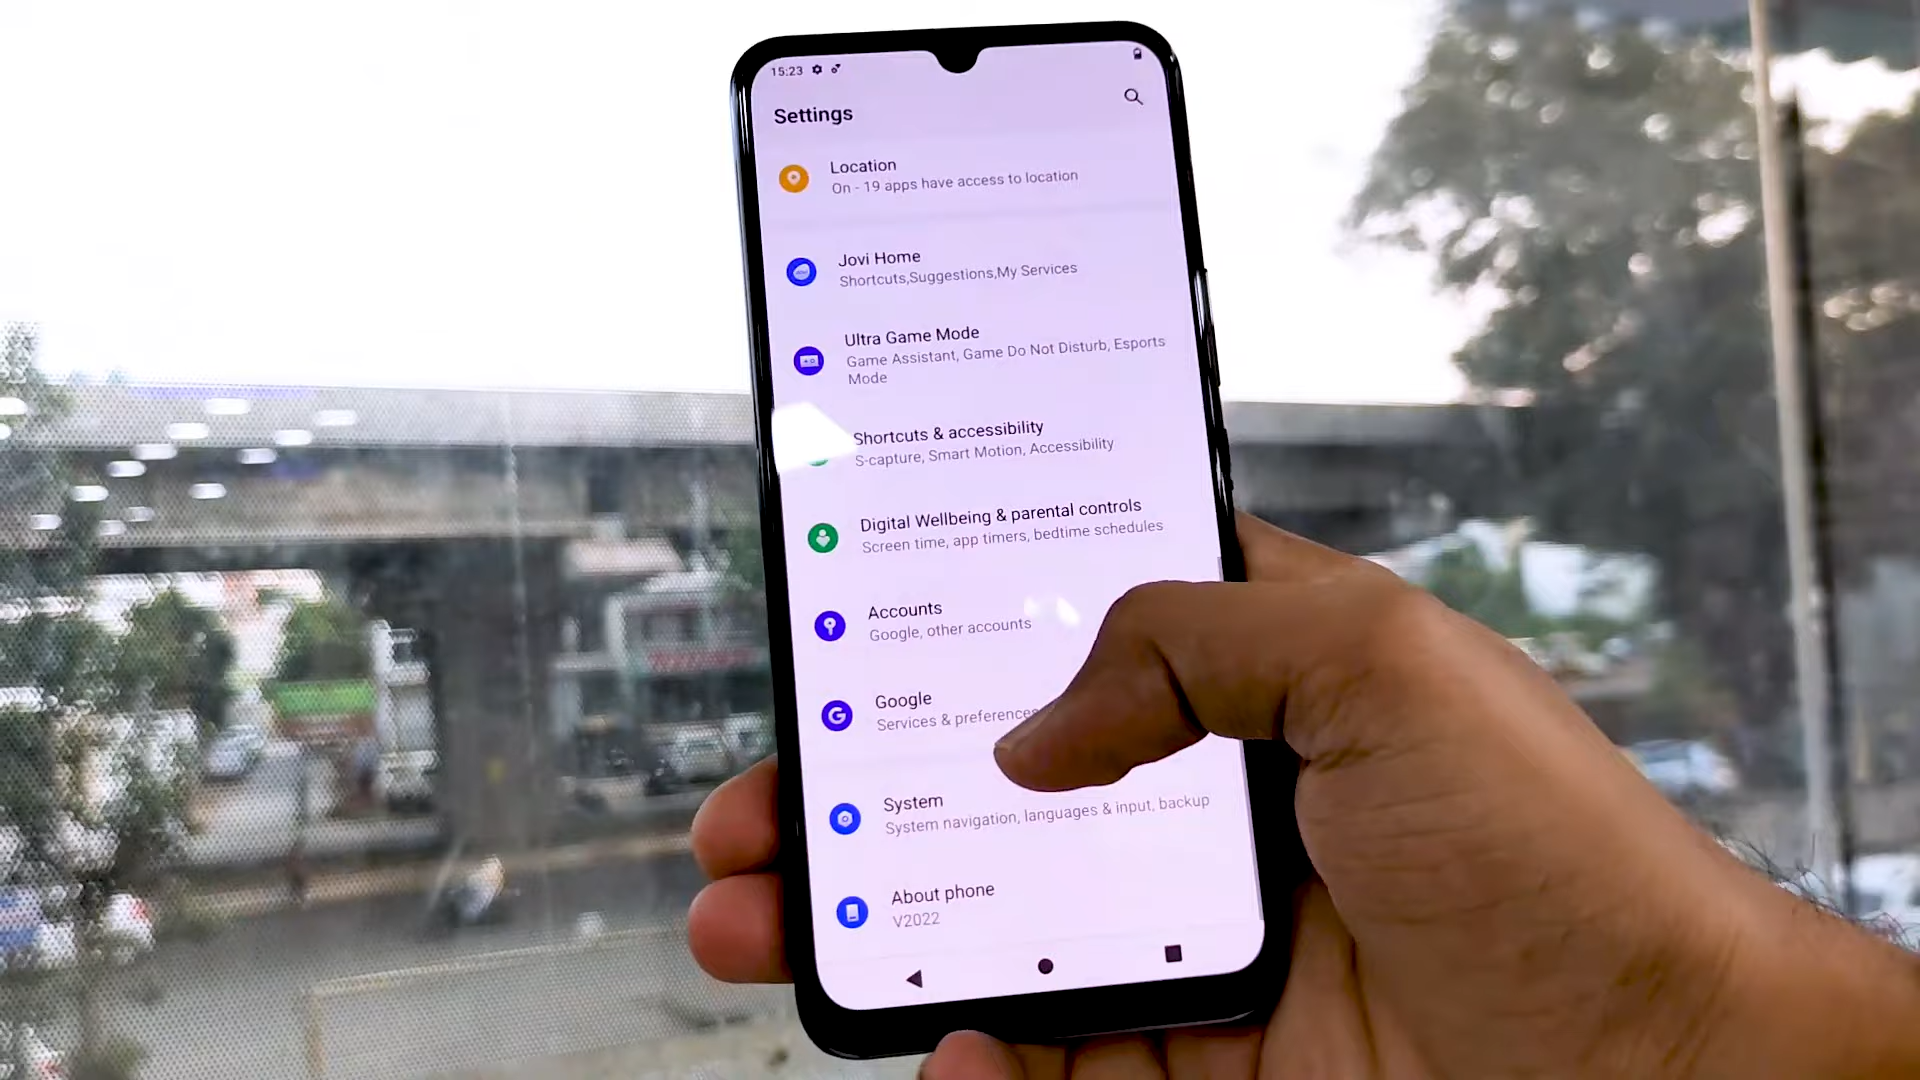 15:23
Settings
Location
On - 19 apps have access to location
Jovi Home
Shortcuts,Suggestions,My Services
Ultra Game Mode
Game Assistant, Game Do Not Disturb, Esports
Mode
Shortcuts & accessibility
S-capture, Smart Motion, Accessibility
Digital Wellbeing & parental controls
Screen time, app timers, bedtime schedules
Accounts
Google, other accounts
Google
Services & preferences
System
System navigation, languages & input, backup
About phone
V2022